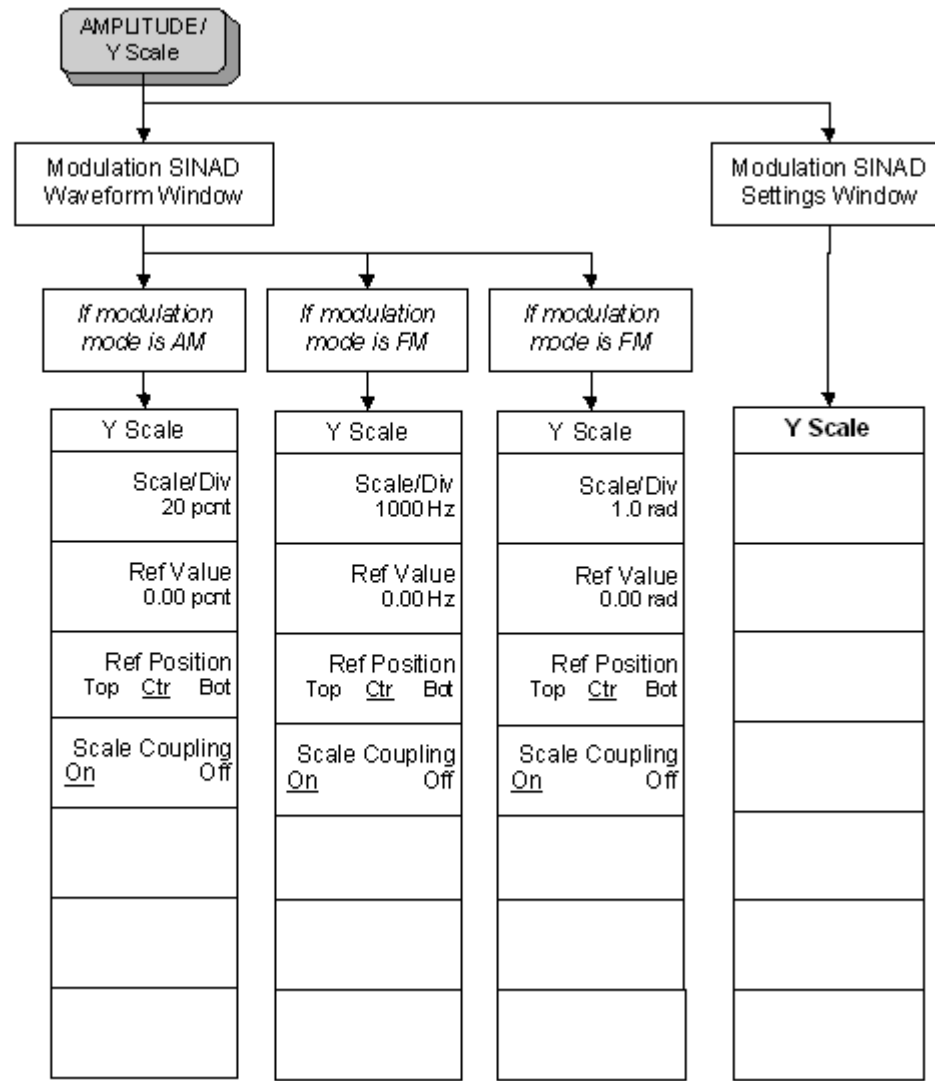 AMPLITUDE/
Y Scale
Modulation SINAD
Waveform Window
Modulation SINAD
Settings Window
If modulation
mode is AM
If modulation
mode is FM
If modulation
mode is FM
Y Scale
Scale/Div
20 pcnt
Ref Value
0.00 pcnt
Ref Position
Top Ctr Bot
Scale Coupling
On Off
Y Scale
Scale/Div
1000 Hz
Ref Value
0.00 Hz
Ref Position
Top Ctr Bot
Scale Coupling
On Off
Y Scale
Scale/Div
1.0 rad
Ref Value
0.00 rad
Ref Position
Top Ctr Bot
Scale Coupling
On Off
Y Scale